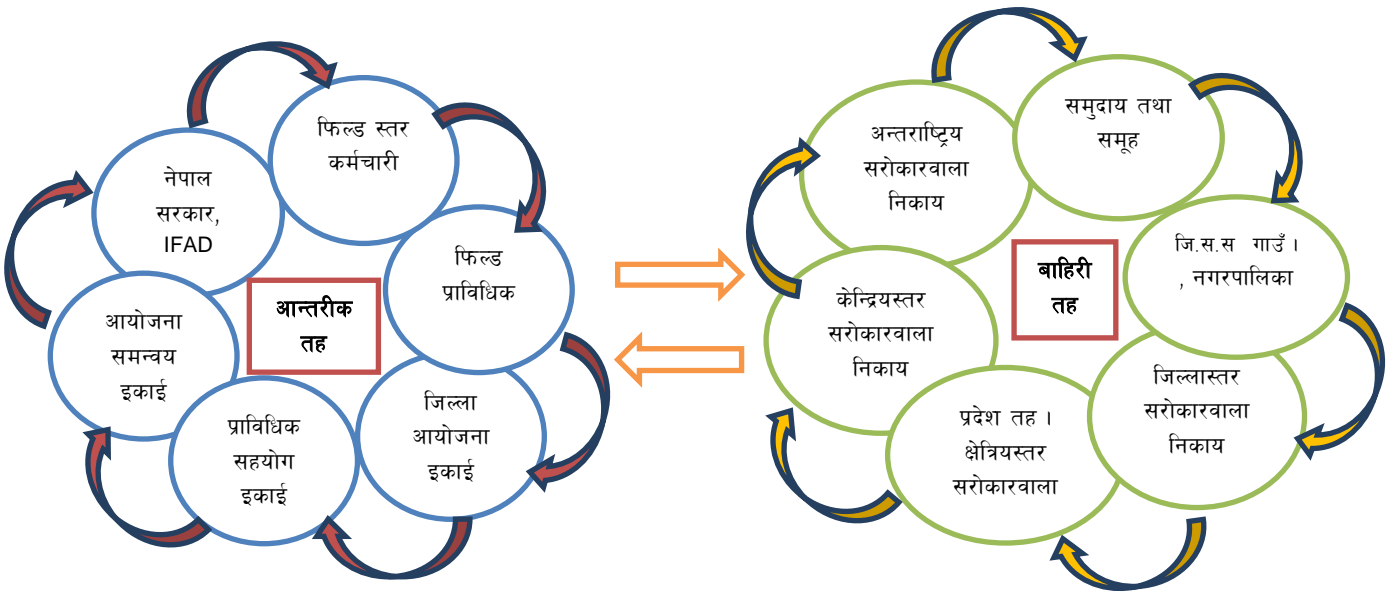 फिल्ड स्तर
कर्मचारी
नेपाल
सरकार,
IFAD
फिल्ड
प्राविधिक
आन्तरीक
तह
आयोजना
समन्वय
इकाई
जिल्ला
आयोजना
इकाई
प्राविधिक
सहयोग
इकाई
समुदाय तथा
समूह
अन्तराष्ट्रिय
सरोकारवाला
निकाय
जि.स.स गाउँ ।
, नगरपालिका
बाहिरी
तह
केन्द्रियस्तर
सरोकारवाला
निकाय
जिल्लास्तर
सरोकारवाला
निकाय
प्रदेश तह ।
क्षेत्रियस्तर
सरोकारवाला